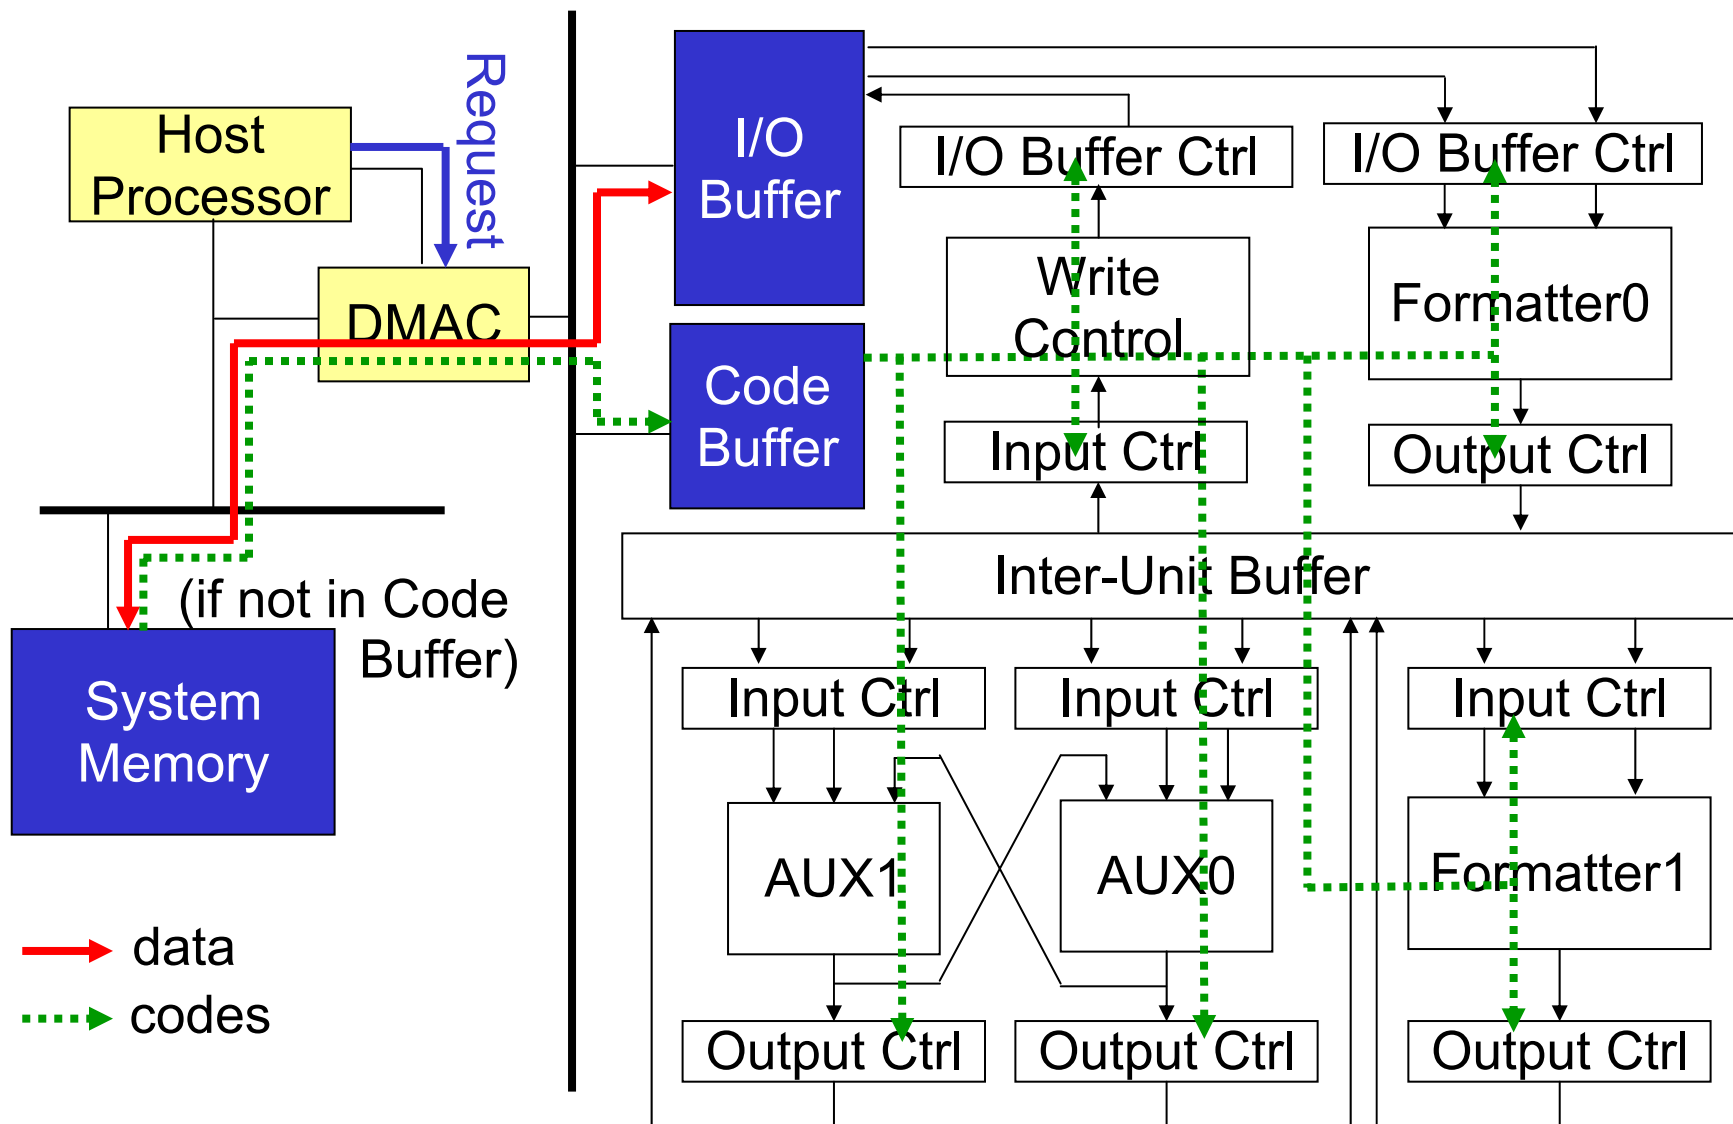 Request
Host
Processor
DMAC
I/O
Buffer
Code
Buffer
I/O Buffer Ctrl
I/O Buffer Ctrl
Write
Control
Formatter0
Input Ctrl
Output Ctrl
Inter-Unit Buffer
(if not in Code
Buffer)
System
Memory
Input Ctrl
Input Ctrl
Input Ctrl
AUX1
AUX0
Formatter1
data
codes
Output Ctrl
Output Ctrl
Output Ctrl